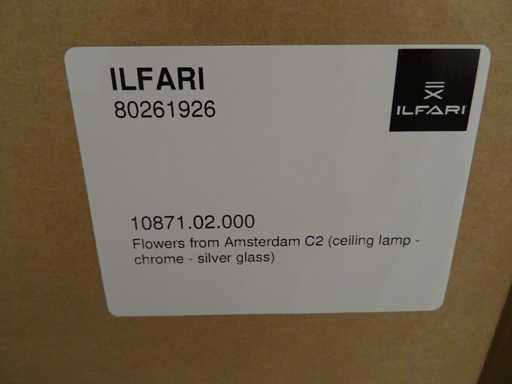 ILFARI
80261926
ILFARI
10871.02.000
Flowers from Amsterdam C2 (ceiling lamp -
chrome - silver glass)